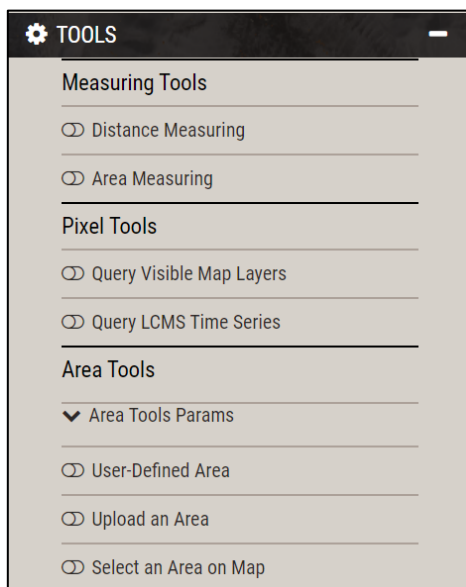 TOOLS
Measuring Tools
Distance Measuring
Area Measuring
Pixel Tools
Query Visible Map Layers
Query LCMS Time Series
Area Tools
Area Tools Params
User-Defined Area
Upload an Area
Select an Area on Map